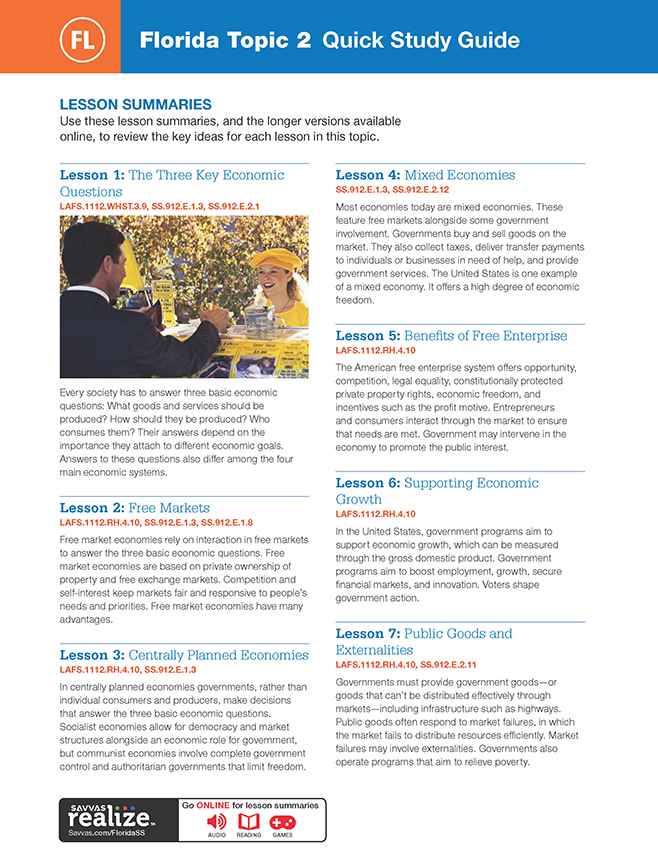 FL
Florida Topic 2 Quick Study Guide
LESSON SUMMARIES
Use these lesson summaries, and the longer versions available
online, to review the key ideas for each lesson in this topic.
Lesson 1: The Three Key Economic
Questions
LAFS.1112.WHST.3.9, SS.912.E.1.3, SS.912.E.2.1
Every society has to answer three basic economic
questions: What goods and services should be
produced? How should they be produced? Who
consumes them? Their answers depend on the
importance they attach to different economic goals.
Answers to these questions also differ among the four
main economic systems.
Lesson 2: Free Markets
LAFS.1112.RH.4.10, SS.912.E.1.3, SS.912.E.1.8
Free market economies rely on interaction in free markets
to answer the three basic economic questions. Free
market economies are based on private ownership of
property and free exchange markets. Competition and
self-interest keep markets fair and responsive to people's
needs and priorities. Free market economies have many
advantages.
Lesson 3: Centrally Planned Economies
LAFS.1112.RH.4.10, SS.912.E.1.3
In centrally planned economies governments, rather than
individual consumers and producers, make decisions
that answer the three basic economic questions.
Socialist economies allow for democracy and market
structures alongside an economic role for government,
but communist economies involve complete government
control and authoritarian governments that limit freedom.
Lesson 4: Mixed Economies
SS.912.E.1.3, SS.912.E.2.12
Most economies today are mixed economies. These
feature free markets alongside some government
involvement. Governments buy and sell goods on the
market. They also collect taxes, deliver transfer payments
to individuals or businesses in need of help, and provide
government services. The United States is one example
of a mixed economy. It offers a high degree of economic
freedom.
Lesson 5: Benefits of Free Enterprise
LAFS.1112.RH.4.10
The American free enterprise system offers opportunity,
competition, legal equality, constitutionally protected
private property rights, economic freedom, and
incentives such as the profit motive. Entrepreneurs
and consumers interact through the market to ensure
that needs are met. Government may intervene in the
economy to promote the public interest.
Lesson 6: Supporting Economic
Growth
LAFS.1112.RH.4.10
In the United States, government programs aim to
support economic growth, which can be measured
through the gross domestic product. Government
programs aim to boost employment, growth, secure
financial markets, and innovation. Voters shape
government action.
Lesson 7: Public Goods and
Externalities
LAFS.1112.RH.4.10, SS.912.E.2.11
Governments must provide government goods—or
goods that can't be distributed effectively through
markets—including infrastructure such as highways.
Public goods often respond to market failures, in which
the market fails to distribute resources efficiently. Market
failures may involve externalities. Governments also
operate programs that aim to relieve poverty.
SAVVAS
realize™
Savvas.com/FloridaSS
Go ONLINE for lesson summaries
AUDIO READING GAMES